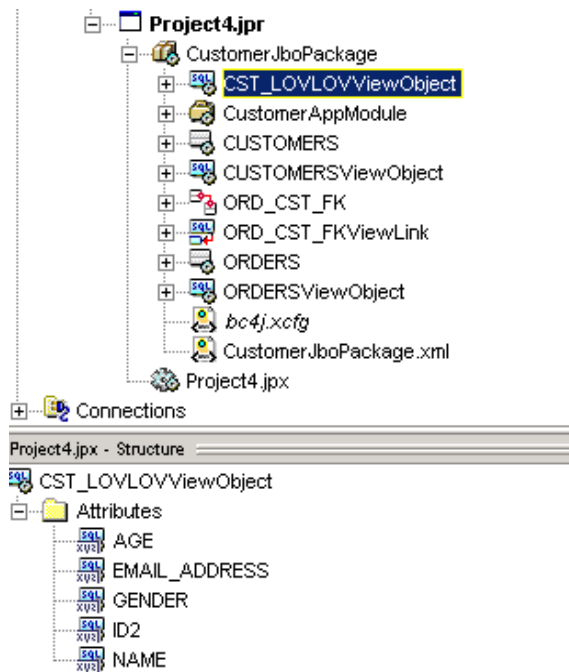 Project4.jpr
CustomerJboPackage
CST_LOVLOVViewObject
CustomerAppModule
CUSTOMERS
CUSTOMERSViewObject
ORD_CST_FK
ORD_CST_FKViewLink
ORDERS
ORDERSViewObject
bc4j.xcfg
CustomerJboPackage.xml
Project4.jpx
Connections
Project4.jpx - Structure
CST_LOVLOVViewObject
Attributes
AGE
EMAIL_ADDRESS
GENDER
ID2
NAME